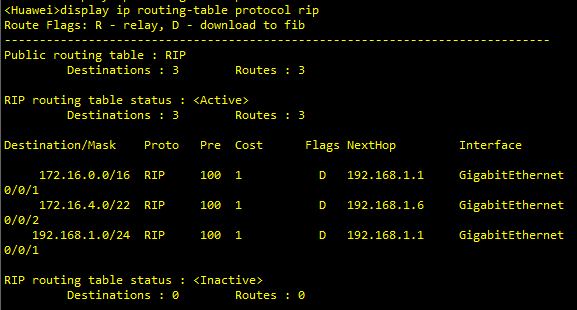 <Huawei>display ip routing-table protocol rip
Route Flags: R - relay, D - download to fib
------------------------------------------------------------------------------
Public routing table : RIP
         Destinations : 3        Routes : 3

RIP routing table status : <Active>
         Destinations : 3        Routes : 3

Destination/Mask    Proto   Pre  Cost      Flags NextHop         Interface

     172.16.0.0/16  RIP     100  1           D   192.168.1.1     GigabitEthernet
0/0/1
     172.16.4.0/22  RIP     100  1           D   192.168.1.6     GigabitEthernet
0/0/2
    192.168.1.0/24  RIP     100  1           D   192.168.1.1     GigabitEthernet
0/0/1

RIP routing table status : <Inactive>
         Destinations : 0        Routes : 0